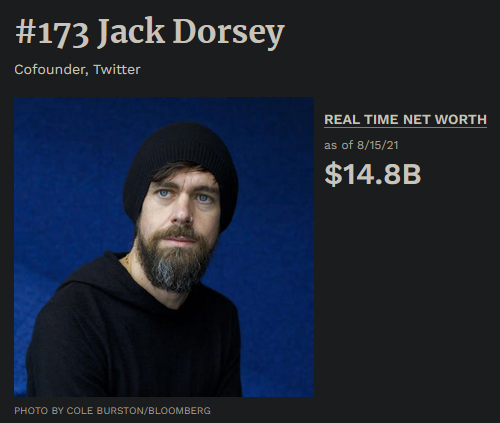 #173 Jack Dorsey
Cofounder, Twitter
REAL TIME NET WORTH
as of 8/15/21
$14.8B
PHOTO BY COLE BURSTON/BLOOMBERG